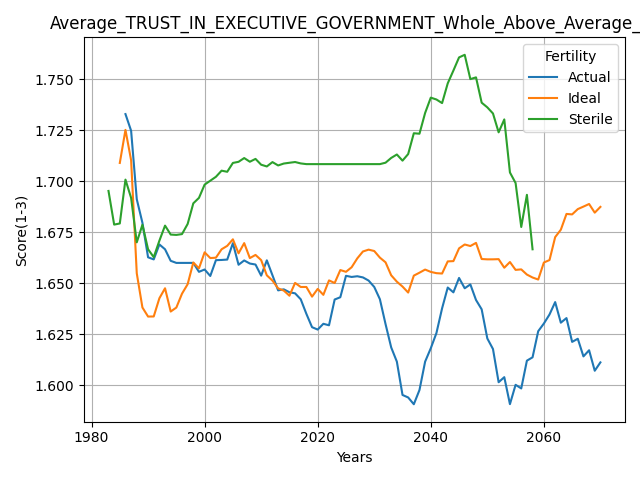 Average_TRUST_IN_EXECUTIVE_GOVERNMENT_Whole_Above_Average_
Fertility
Actual
Ideal
Sterile
1.750
1.725
1.700
1.675
1.650
1.625
1.600
Score(1-3)
1980
2000
2020
2040
2060
Years